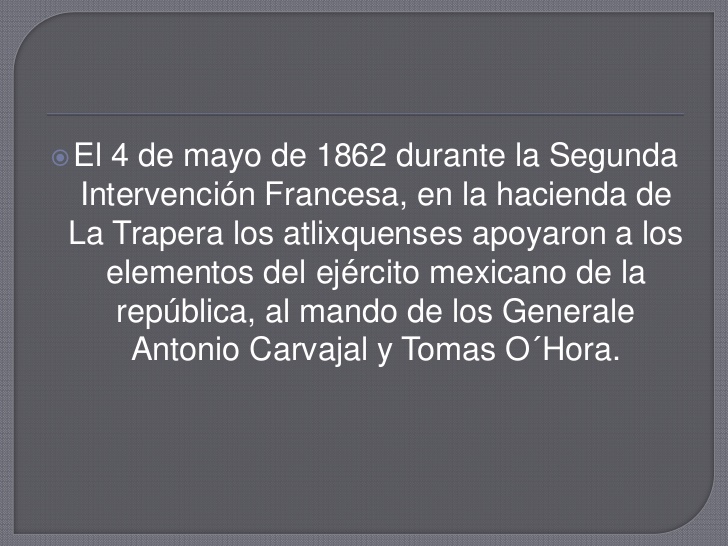 El 4 de mayo de 1862 durante la Segunda
Intervención Francesa, en la hacienda de
La Trapera los atlixquenses apoyaron a los
elementos del ejército mexicano de la
república, al mando de los Generale
Antonio Carvajal y Tomas O´Hora.